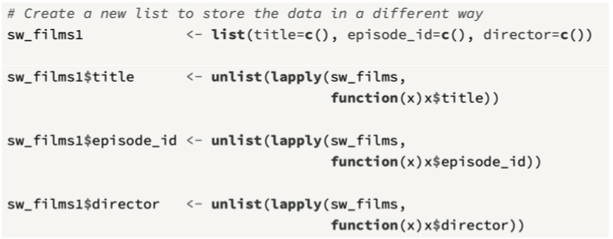 # Create a new list to store the data in a different way
sw_films1 <- list(title=c(), episode_id=c(), director=c())
sw_films1$title <- unlist(lapply(sw_films,
function(x)x$title))
sw_films1$episode_id <- unlist(lapply(sw_films,
function(x)x$episode_id))
sw_films1$director <- unlist(lapply(sw_films,
function(x)x$director))